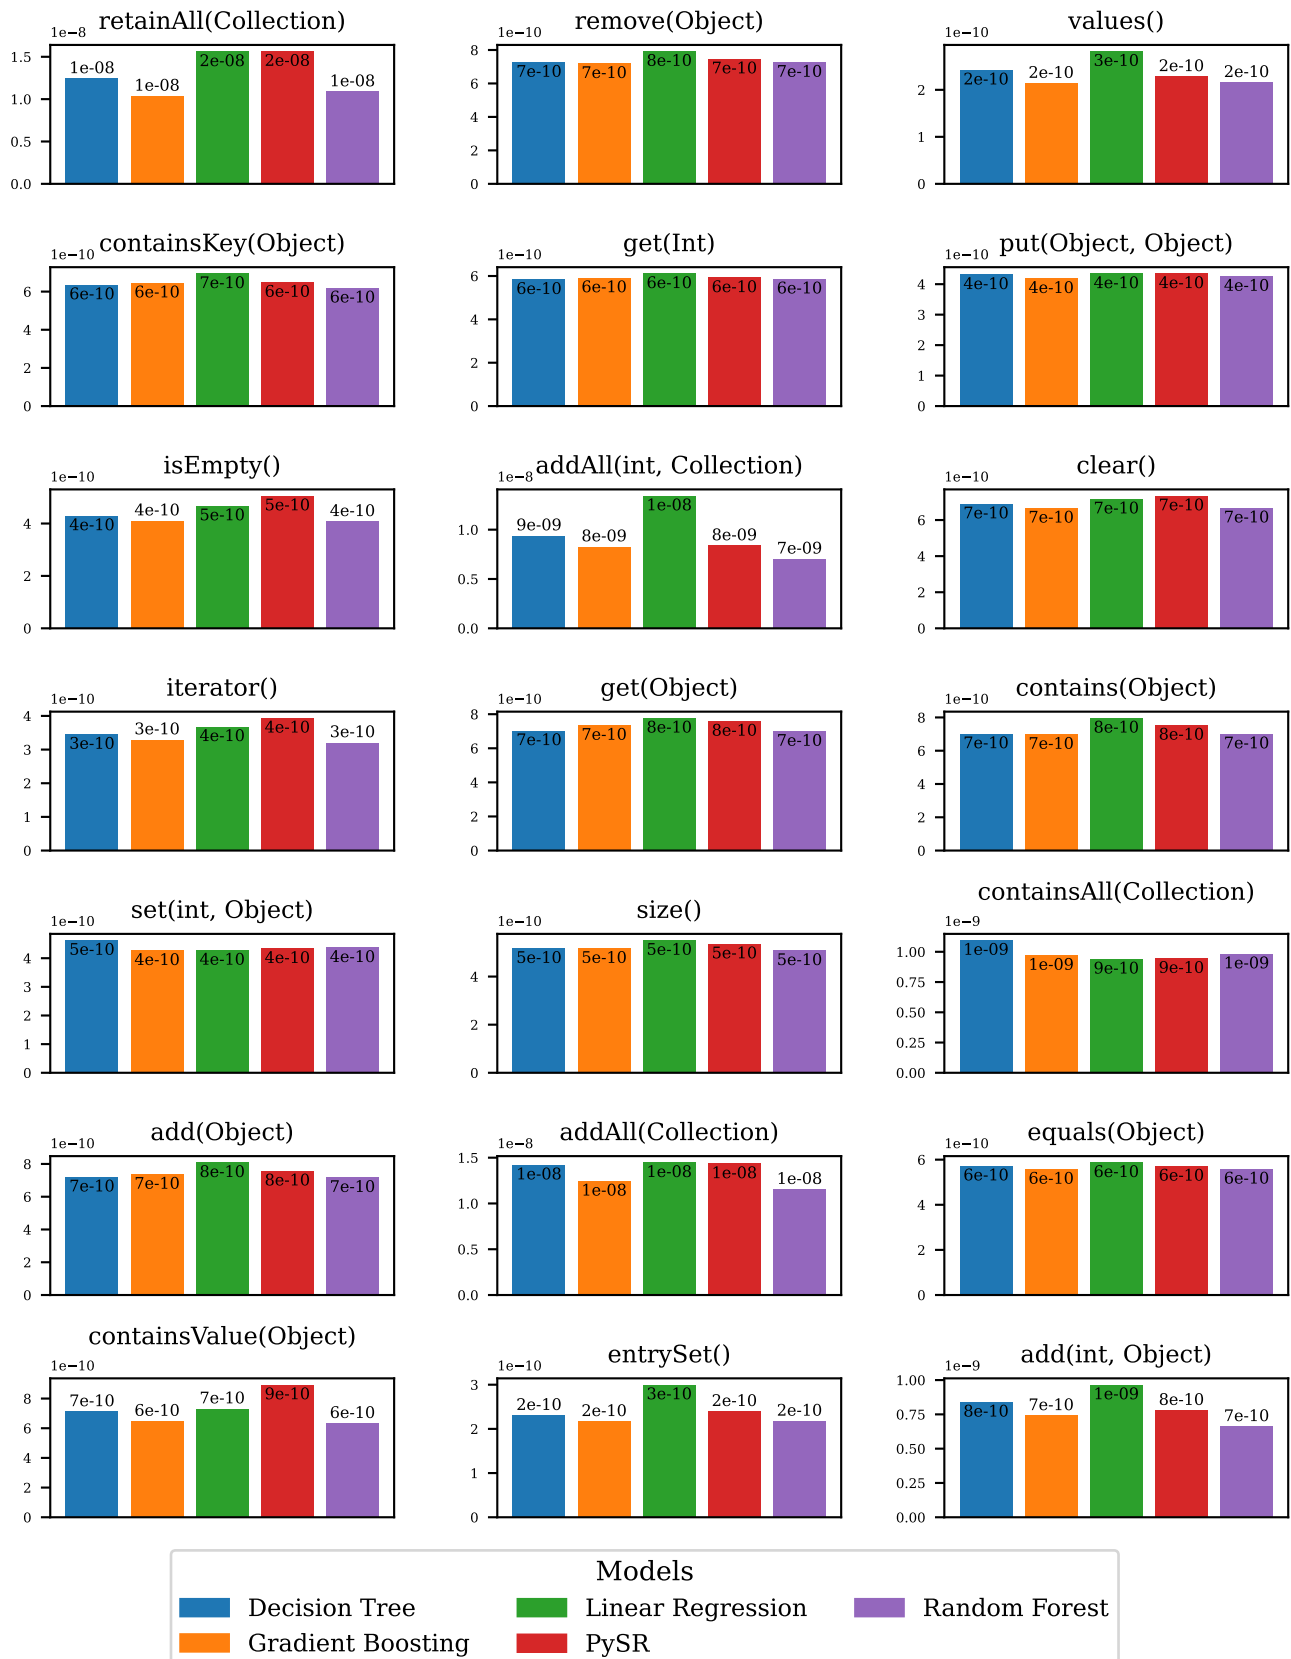 retainAll(Collection)
1e−8
1.5
1.0
0.5
0.0
1e-08
1e-08
2e-08
2e-08
1e-08
remove(Object)
1e−10
8
6
4
2
0
7e-10
7e-10
8e-10
7e-10
7e-10
values()
1e−10
2
1
0
2e-10
2e-10
3e-10
2e-10
2e-10
containsKey(Object)
1e−10
6
4
2
0
6e-10
6e-10
7e-10
6e-10
6e-10
get(Int)
1e−10
6
4
2
0
6e-10
6e-10
6e-10
6e-10
6e-10
put(Object, Object)
1e−10
4
3
2
1
0
4e-10
4e-10
4e-10
4e-10
4e-10
isEmpty()
1e−10
4
2
0
4e-10
4e-10
5e-10
5e-10
4e-10
addAll(int, Collection)
1e−8
1.0
0.5
0.0
9e-09
8e-09
1e-08
8e-09
7e-09
clear()
1e−10
6
4
2
0
7e-10
7e-10
7e-10
7e-10
7e-10
iterator()
1e−10
4
3
2
1
0
3e-10
3e-10
4e-10
4e-10
3e-10
get(Object)
1e−10
8
6
4
2
0
7e-10
7e-10
8e-10
8e-10
7e-10
contains(Object)
1e−10
8
6
4
2
0
7e-10
7e-10
8e-10
8e-10
7e-10
set(int, Object)
1e−10
4
3
2
1
0
5e-10
4e-10
4e-10
4e-10
4e-10
size()
1e−10
4
2
0
5e-10
5e-10
5e-10
5e-10
5e-10
containsAll(Collection)
1e−9
1.00
0.75
0.50
0.25
0.00
1e-09
1e-09
9e-10
9e-10
1e-09
add(Object)
1e−10
8
6
4
2
0
7e-10
7e-10
8e-10
8e-10
7e-10
addAll(Collection)
1e−8
1.5
1.0
0.5
0.0
1e-08
1e-08
1e-08
1e-08
1e-08
equals(Object)
1e−10
6
4
2
0
6e-10
6e-10
6e-10
6e-10
6e-10
containsValue(Object)
1e−10
8
6
4
2
0
7e-10
6e-10
7e-10
9e-10
6e-10
entrySet()
1e−10
3
2
1
0
2e-10
2e-10
3e-10
2e-10
2e-10
add(int, Object)
1e−9
1.00
0.75
0.50
0.25
0.00
8e-10
7e-10
1e-09
8e-10
7e-10
Models
Decision Tree
Gradient Boosting
Linear Regression
PySR
Random Forest